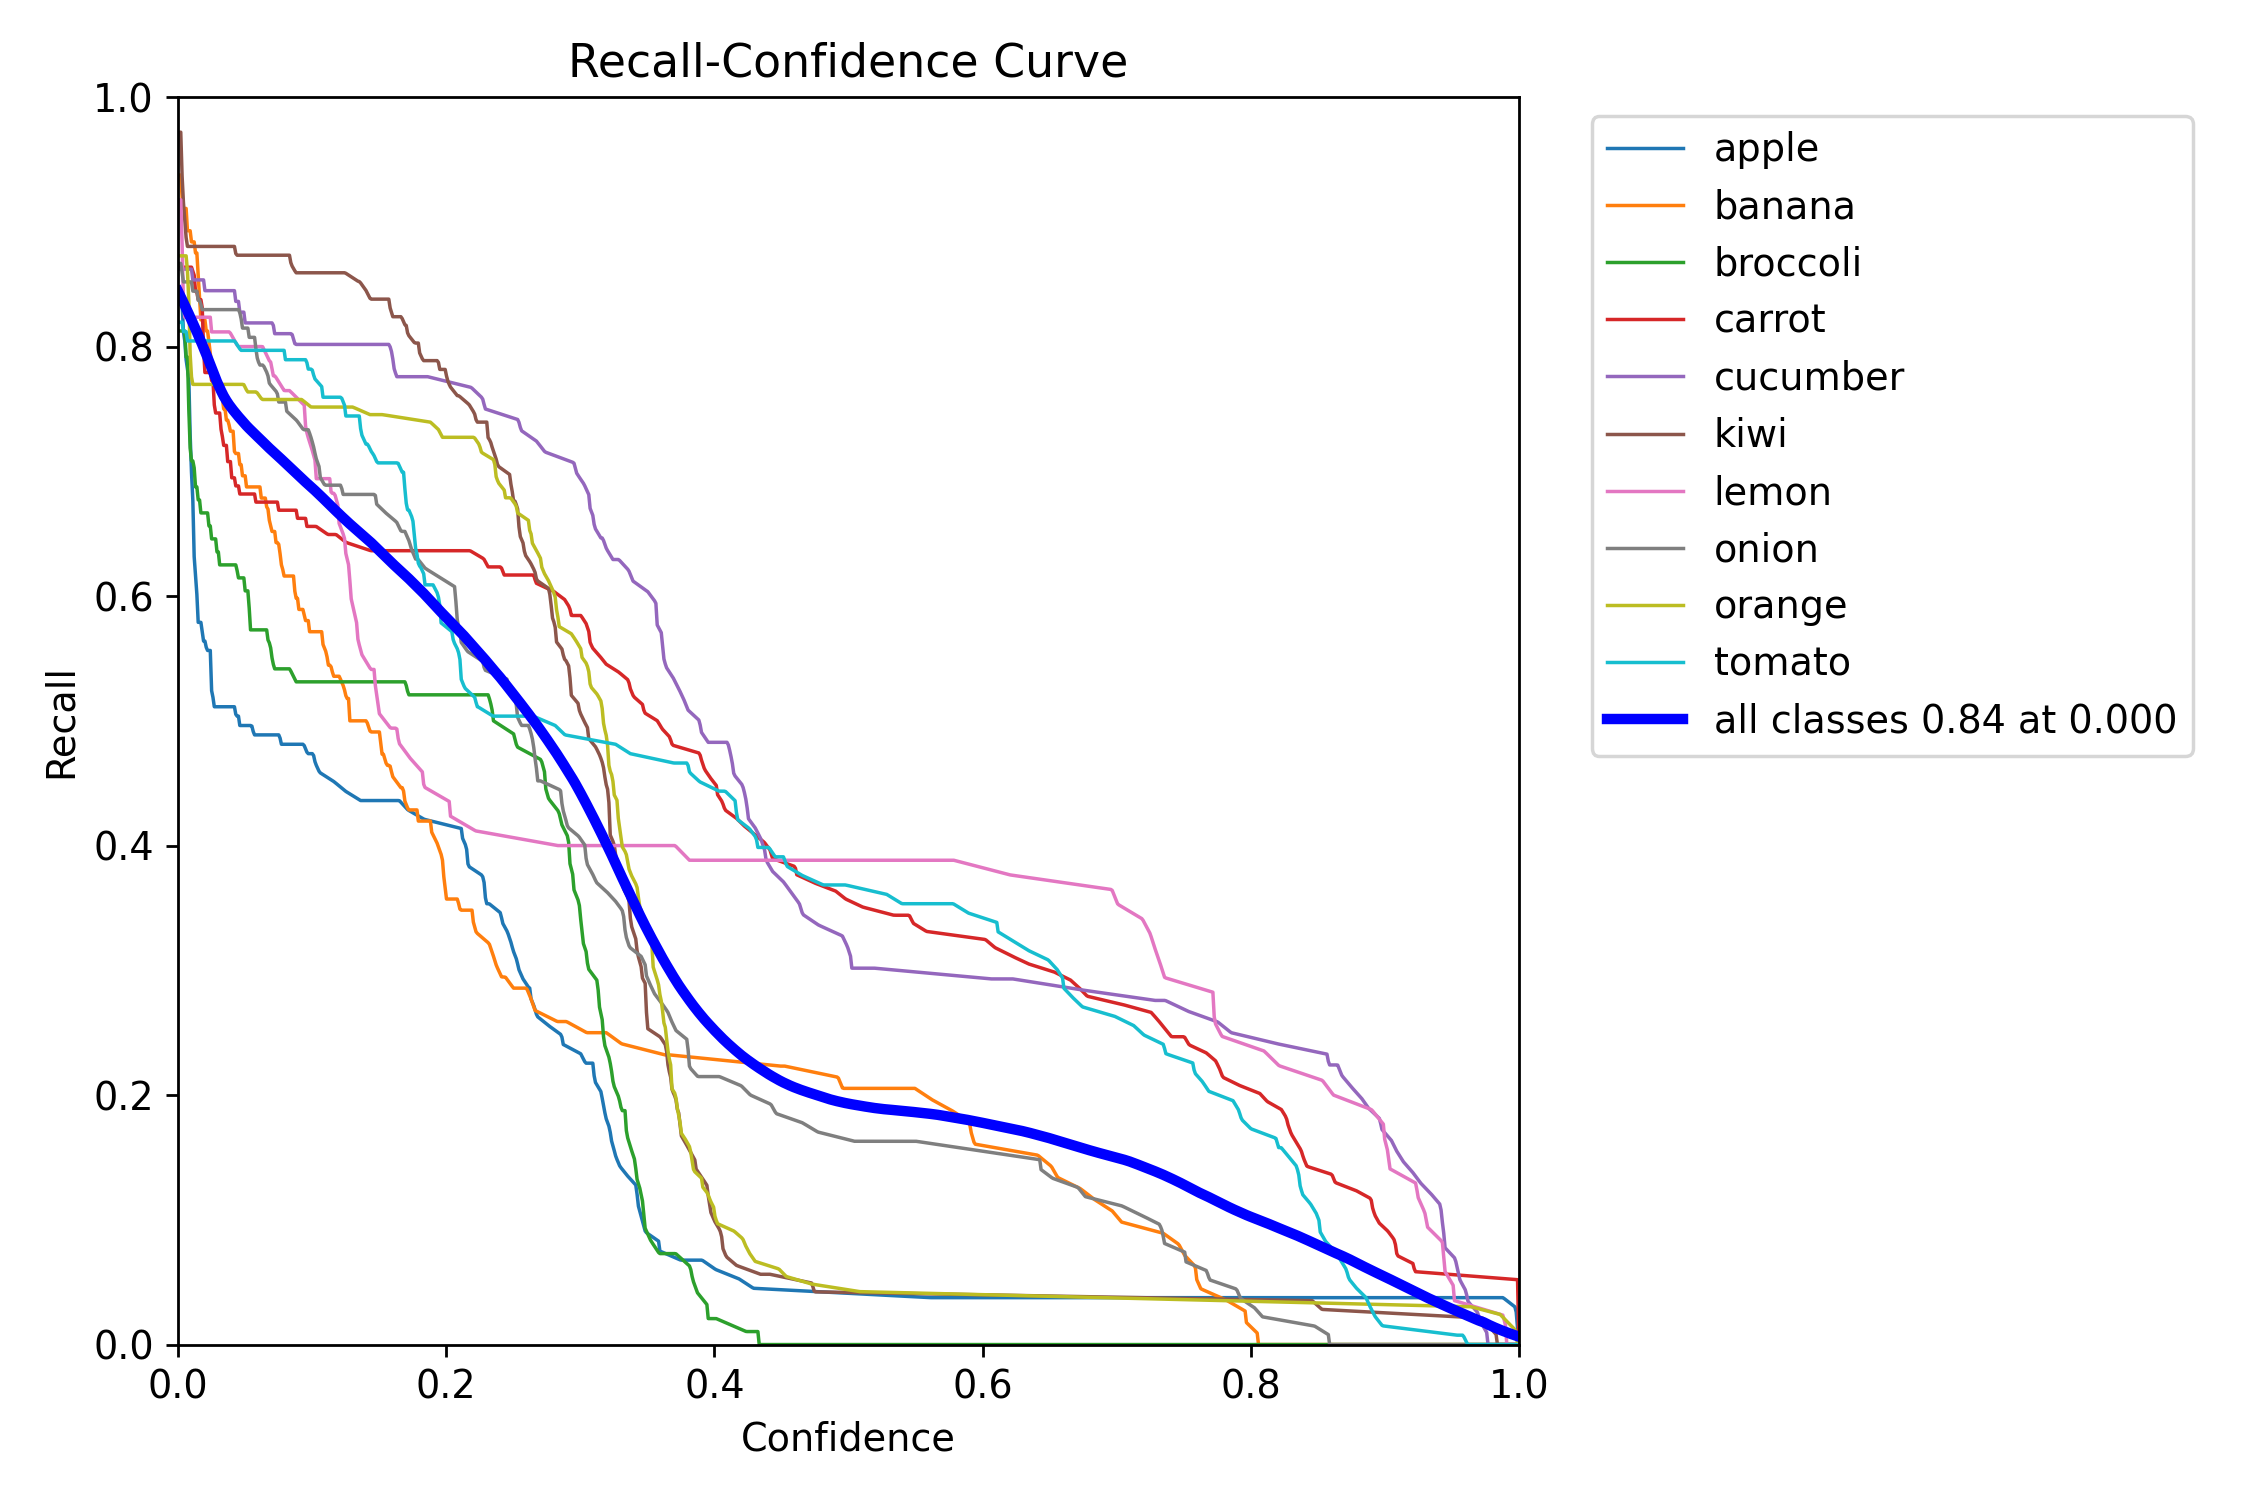 Recall-Confidence Curve
1.0
0.8
0.6
0.4
0.2
0.0
Recall
0.0 0.2 0.4 0.6 0.8 1.0
Confidence
apple
banana
broccoli
carrot
cucumber
kiwi
lemon
onion
orange
tomato
all classes 0.84 at 0.000